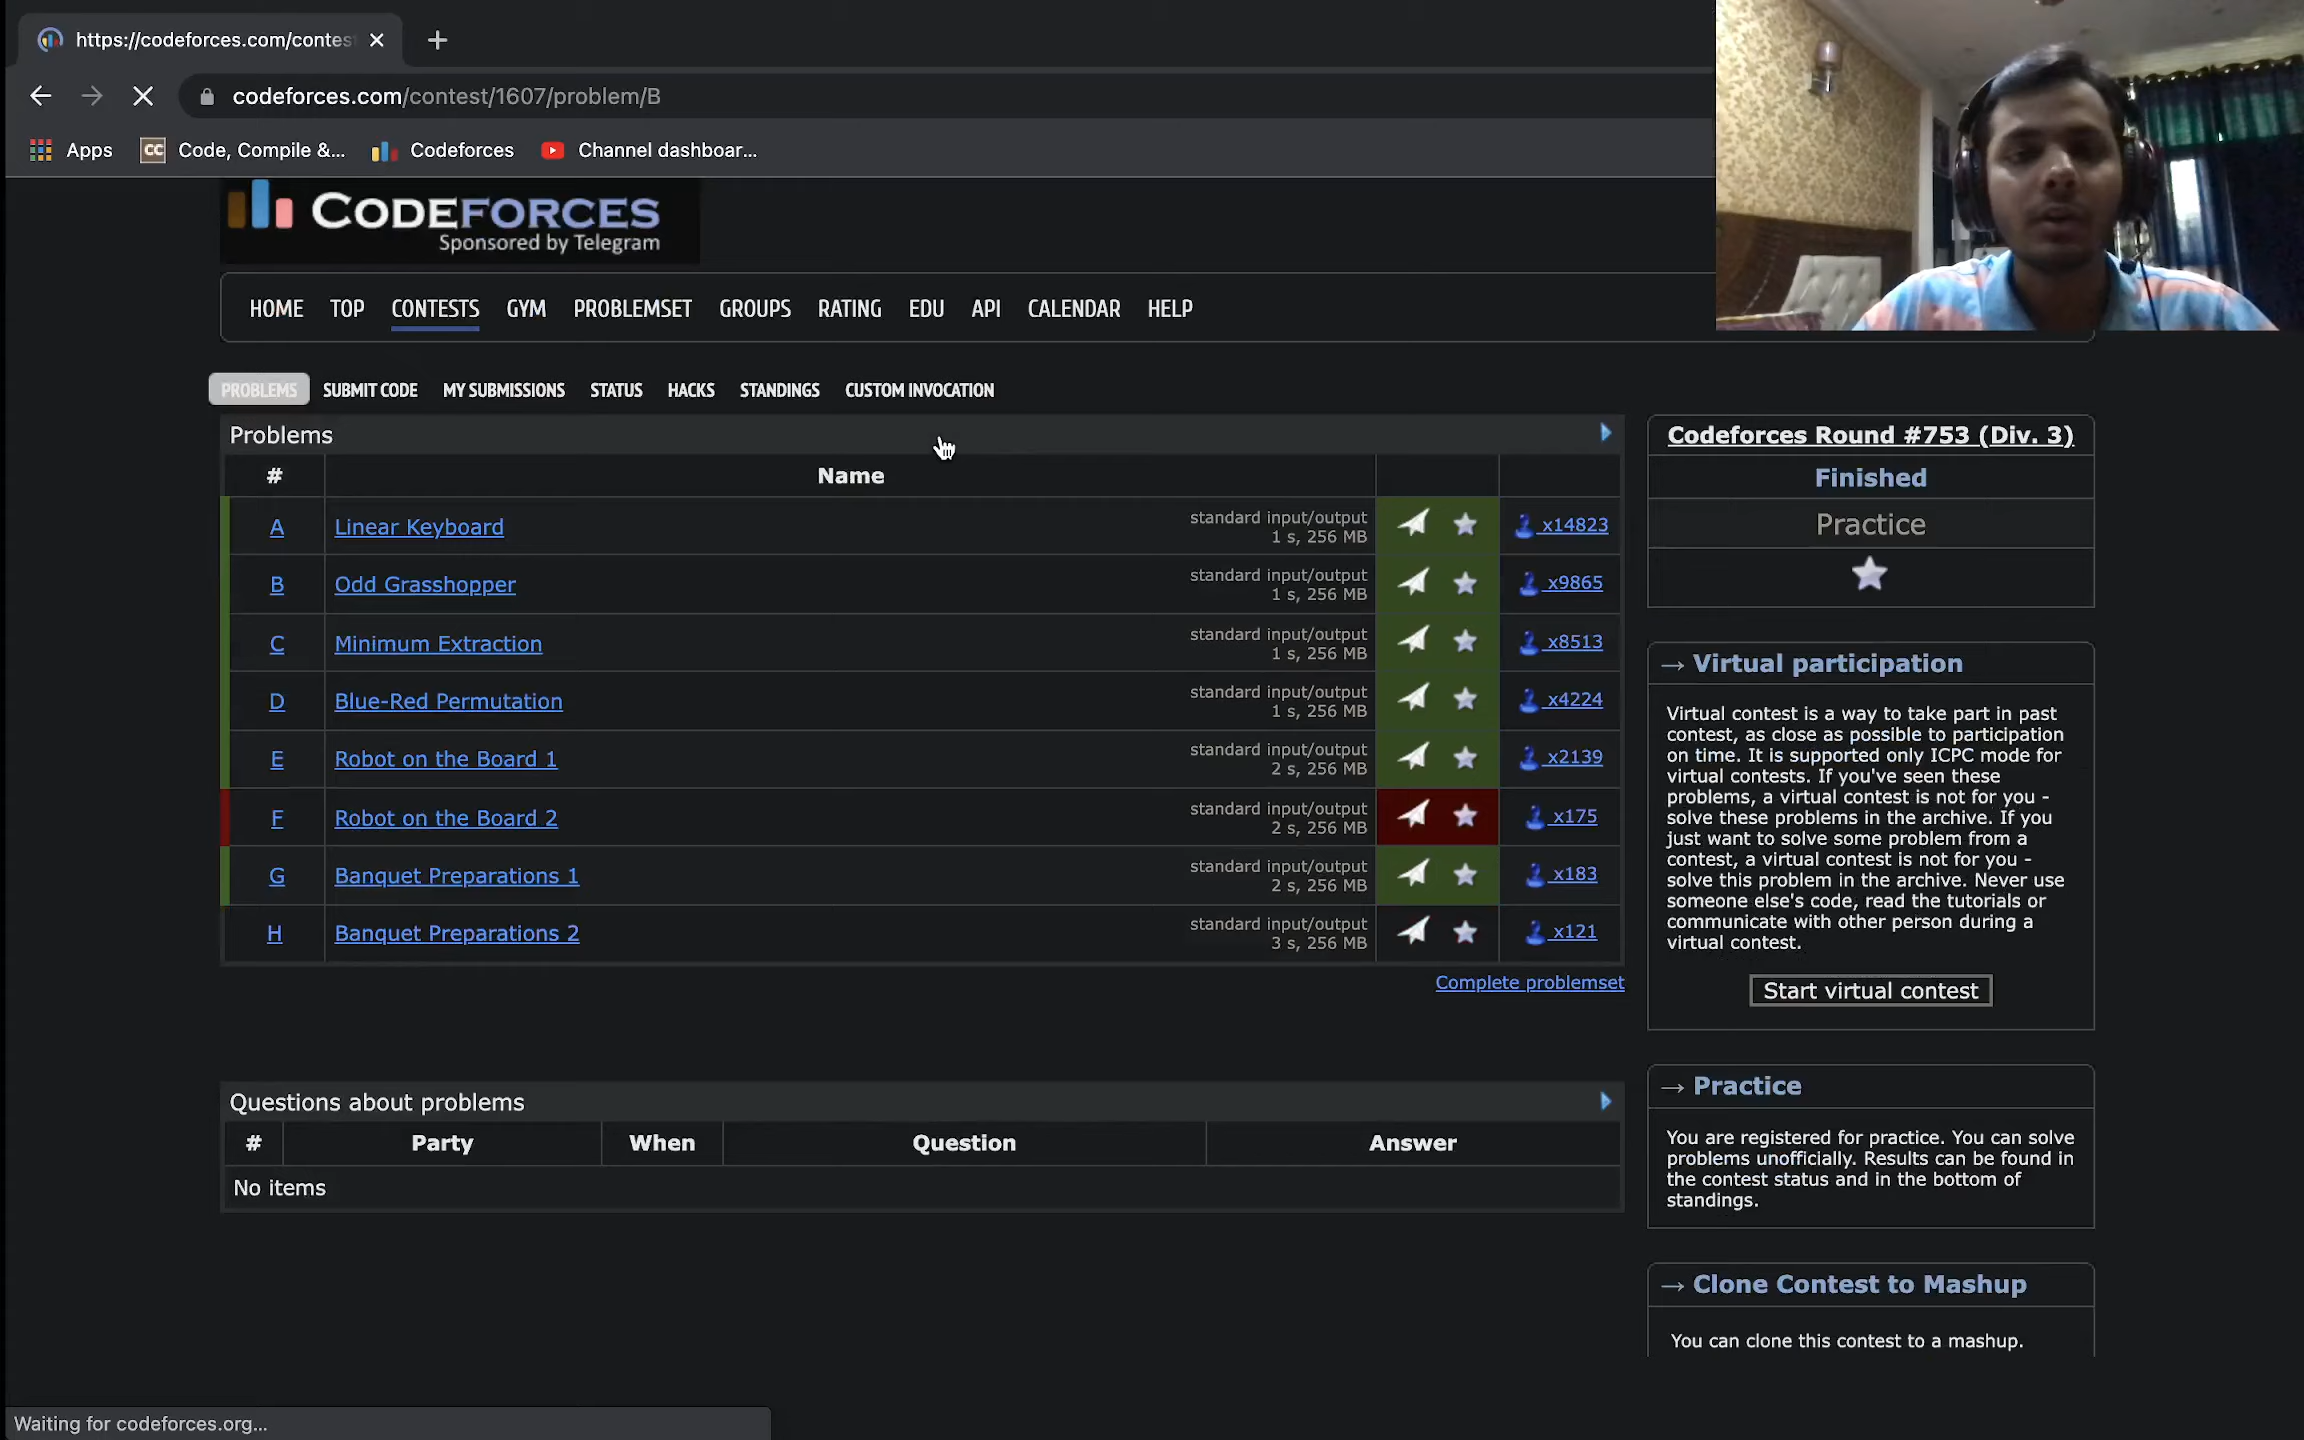 https://codeforces.com/contes
codeforces.com/contest/1607/problem/B
Apps
CC
Code, Compile &...
Codeforces
Channel dashboar...
CODEFORCES
Sponsored by Telegram
HOME TOP CONTESTS GYM PROBLEMSET GROUPS RATING EDU API CALENDAR HELP
PROBLEMS SUBMIT CODE MY SUBMISSIONS STATUS HACKS STANDINGS CUSTOM INVOCATION
Problems
# Name
A Linear Keyboard standard input/output x14823
1 s, 256 MB
B Odd Grasshopper standard input/output x9865
1 s, 256 MB
C Minimum Extraction standard input/output x8513
1 s, 256 MB
D Blue-Red Permutation standard input/output x4224
1 s, 256 MB
E Robot on the Board 1 standard input/output x2139
2 s, 256 MB
F Robot on the Board 2 standard input/output x175
2 s, 256 MB
G Banquet Preparations 1 standard input/output x183
2 s, 256 MB
H Banquet Preparations 2 standard input/output x121
3 s, 256 MB
Complete problemset
Questions about problems
# Party When Question Answer
No items
Codeforces Round #753 (Div. 3)
Finished
Practice
→ Virtual participation
Virtual contest is a way to take part in past
contest, as close as possible to participation
on time. It is supported only ICPC mode for
virtual contests. If you've seen these
problems, a virtual contest is not for you -
solve these problems in the archive. If you
just want to solve some problem from a
contest, a virtual contest is not for you -
solve this problem in the archive. Never use
someone else's code, read the tutorials or
communicate with other person during a
virtual contest.
Start virtual contest
→ Practice
You are registered for practice. You can solve
problems unofficially. Results can be found in
the contest status and in the bottom of
standings.
→ Clone Contest to Mashup
You can clone this contest to a mashup.
Waiting for codeforces.org...